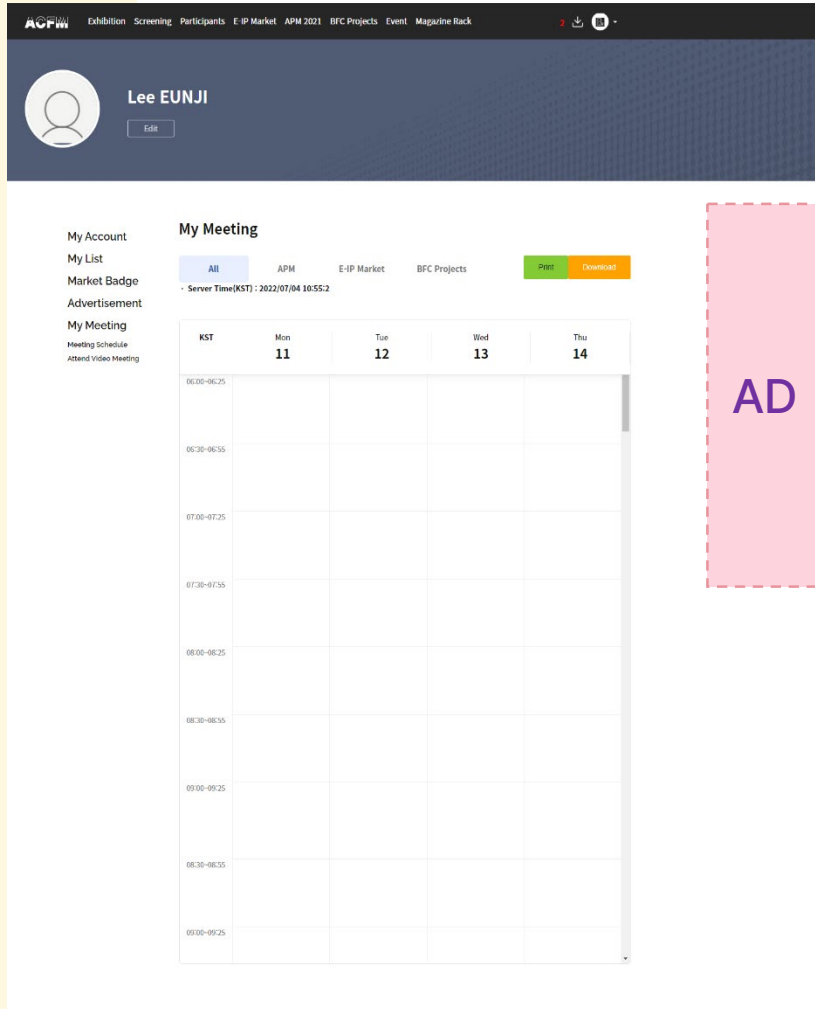 ACFM Exhibition Screening Participants E-IP Market APM 2021 BFC Projects Event Magazine Rack 2
Lee EUNJI
Edit
My Account
My List
Market Badge
Advertisement
My Meeting
Meeting Schedule
Attend Video Meeting
My Meeting
All APM E-IP Market BFC Projects Print Download
· Server Time(KST) : 2022/07/04 10:55:2
KST Mon Tue Wed Thu
11 12 13 14
06:00~06:25
06:30~06:55
07:00~07:25
07:30~07:55
08:00~08:25
08:30~08:55
09:00~09:25
08:30~08:55
09:00~09:25
AD